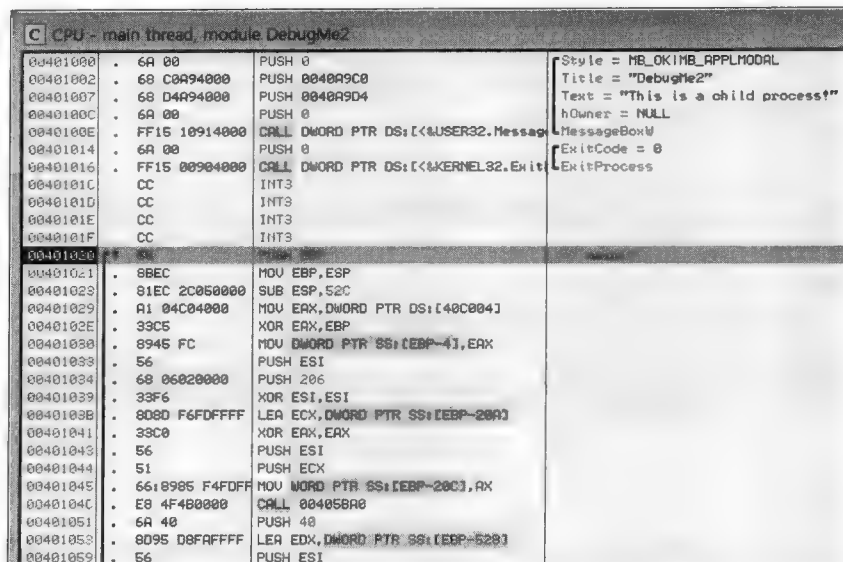 C CPU - main thread, module DebugMe2
00401000 . 6A 00 PUSH 0 Style = MB_OK|MB_APPLMODAL
00401002 . 68 C0A94000 PUSH 0040A9C0 Title = "DebugMe2"
00401007 . 68 D4A94000 PUSH 0040A9D4 Text = "This is a child process!"
0040100C . 6A 00 PUSH 0 hOwner = NULL
0040100E . FF15 10914000 CALL DWORD PTR DS:[<&USER32.Message MessageBoxW
00401014 . 6A 00 PUSH 0 ExitCode = 0
00401016 . FF15 00904000 CALL DWORD PTR DS:[<&KERNEL32.Exit ExitProcess
0040101C CC INT3
0040101D CC INT3
0040101E CC INT3
0040101F CC INT3
00401020
00401021 . 8BEC MOV EBP,ESP
00401023 . 81EC 2C050000 SUB ESP,52C
00401029 . A1 04C04000 MOV EAX,DWORD PTR DS:[40C004]
0040102E . 33C5 XOR EAX,EBP
00401030 . 8945 FC MOV DWORD PTR SS:[EBP-4],EAX
00401033 . 56 PUSH ESI
00401034 . 68 06020000 PUSH 206
00401039 . 33F6 XOR ESI,ESI
0040103B . 8D8D F6FDFFFF LEA ECX,DWORD PTR SS:[EBP-20A]
00401041 . 33C0 XOR EAX,EAX
00401043 . 56 PUSH ESI
00401044 . 51 PUSH ECX
00401045 . 66:8985 F4FDFF MOV WORD PTR SS:[EBP-20C],AX
0040104C . E8 4F4B0000 CALL 00405BA0
00401051 . 6A 40 PUSH 40
00401053 . 8D95 D8FAFFFF LEA EDX,DWORD PTR SS:[EBP-528]
00401059 . 56 PUSH ESI